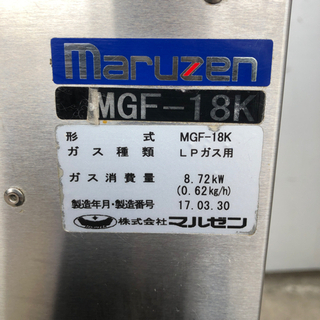 maruzen
MGF-18K
形式 MGF-18K
ガス種類 LPガス用
ガス消費量 8.72kW
(0.62kg/h)
製造年月・製造番号 17.03.30
株式会社マルゼン